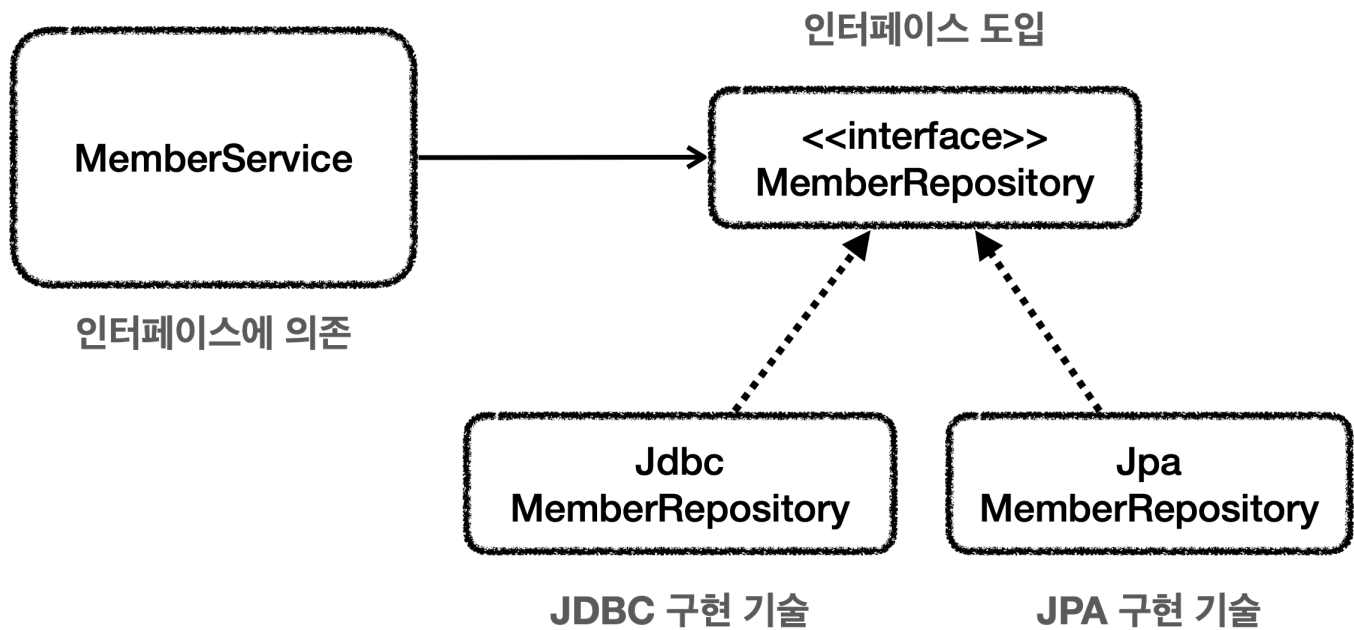 인터페이스 도입
MemberService
<<interface>>
MemberRepository
인터페이스에 의존
Jdbc
MemberRepository
Jpa
MemberRepository
JDBC 구현 기술
JPA 구현 기술